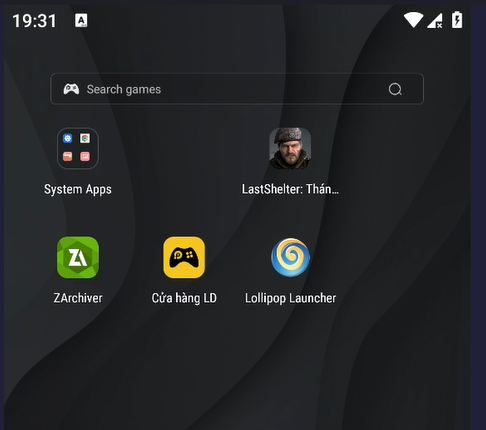 19:31 A
Search games
System Apps
LastShelter: Thán…
ZArchiver
Cửa hàng LD
Lollipop Launcher